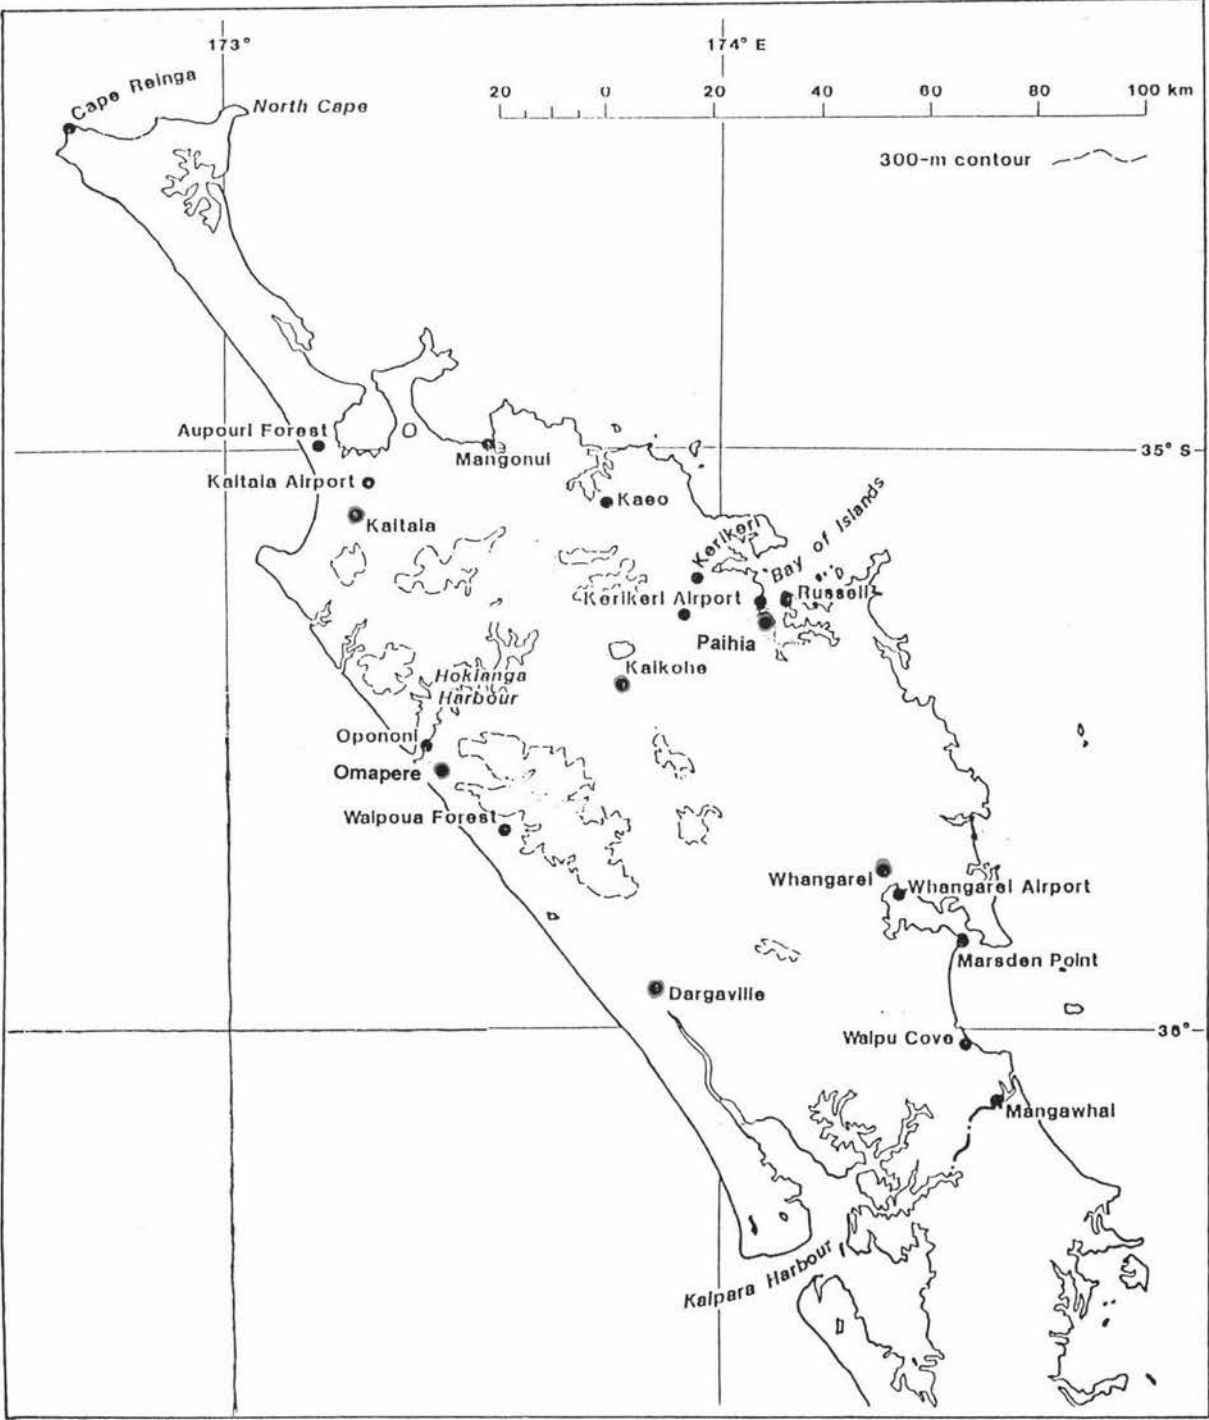 173°
174° E
Cape Reinga
North Cape
20 0 20 40 60 80 100 km
300-m contour
Aupouri Forest
Mangonui
35° S
Kaitaia Airport
Kaeo
Kaitaia
Kerikeri
Bay of Islands
Kerikeri Airport
Russell
Paihia
Kaikohe
Hokianga
Harbour
Opononi
Omapere
Waipoua Forest
Whangarei
Whangarei Airport
Marsden Point
Dargaville
Waipu Cove
36°
Mangawhai
Kaipara Harbour